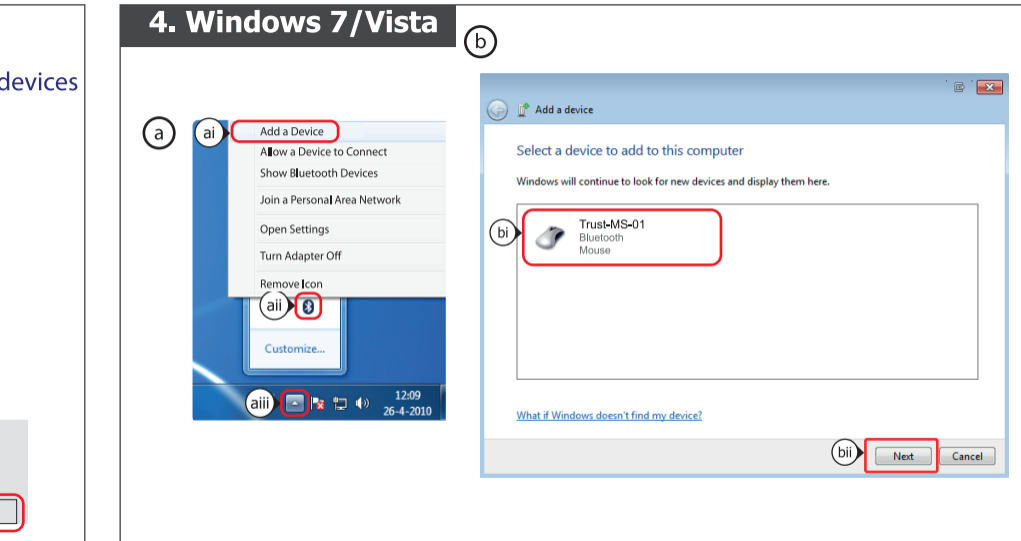 devices
4. Windows 7/Vista
a
ai
Add a Device
Allow a Device to Connect
Show Bluetooth Devices
Join a Personal Area Network
Open Settings
Turn Adapter Off
Remove Icon
aii
Customize...
aiii
12:09
26-4-2010
b
Add a device
Select a device to add to this computer
Windows will continue to look for new devices and display them here.
bi
Trust-MS-01
Bluetooth
Mouse
What if Windows doesn't find my device?
bii
Next
Cancel